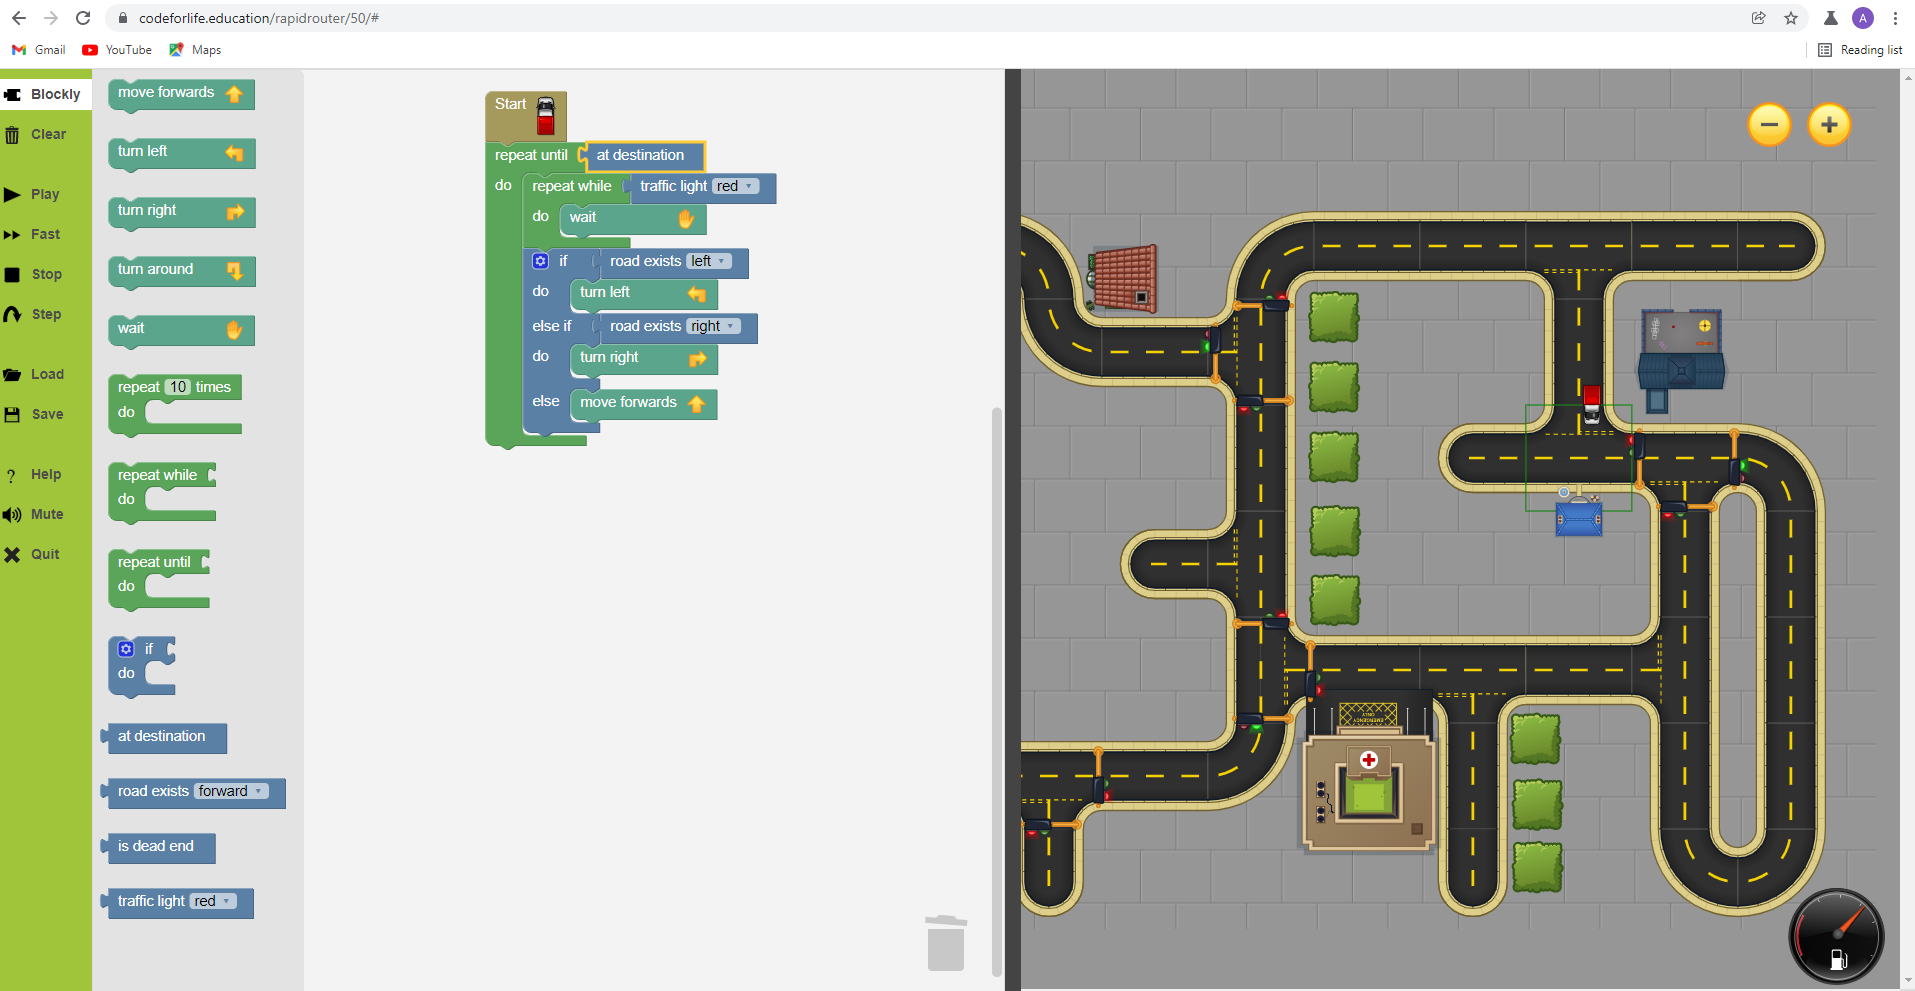 codeforlife.education/rapidrouter/50/#
A
Gmail
YouTube
Maps
Reading list
Blockly
Clear
Play
Fast
Stop
Step
Load
Save
Help
Mute
Quit
move forwards
turn left
turn right
turn around
wait
repeat 10 times
do
repeat while
do
repeat until
do
if
do
at destination
road exists forward
is dead end
traffic light red
Start
repeat until at destination
do repeat while traffic light red
do wait
if road exists left
do turn left
else if road exists right
do turn right
else move forwards
EMERGENCY
ONLY